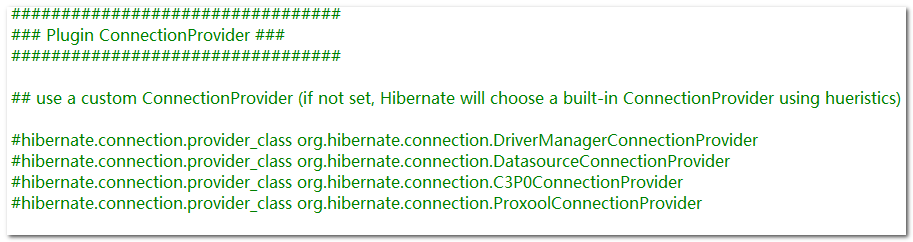 #################################
### Plugin ConnectionProvider ###
#################################
## use a custom ConnectionProvider (if not set, Hibernate will choose a built-in ConnectionProvider using hueristics)
#hibernate.connection.provider_class org.hibernate.connection.DriverManagerConnectionProvider
#hibernate.connection.provider_class org.hibernate.connection.DatasourceConnectionProvider
#hibernate.connection.provider_class org.hibernate.connection.C3P0ConnectionProvider
#hibernate.connection.provider_class org.hibernate.connection.ProxoolConnectionProvider